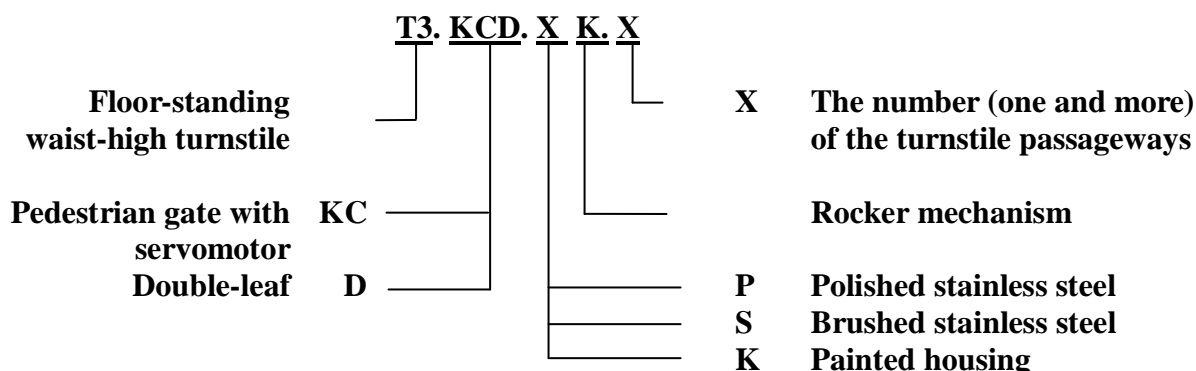 T3. KCD. X K. X
Floor-standing
waist-high turnstile
X The number (one and more)
of the turnstile passageways
Pedestrian gate with KC
servomotor
Rocker mechanism
Double-leaf D
P Polished stainless steel
S Brushed stainless steel
K Painted housing